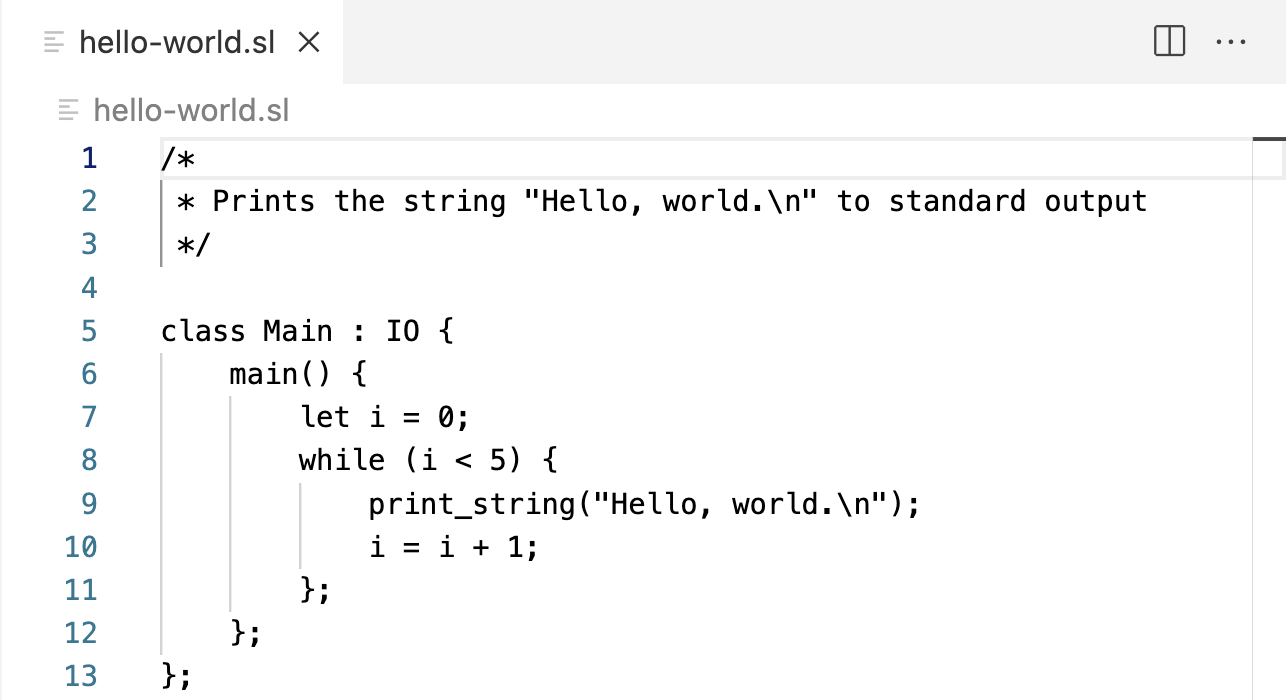 hello-world.sl
hello-world.sl
1 /*
2  * Prints the string "Hello, world.\n" to standard output
3  */
4
5 class Main : IO {
6     main() {
7         let i = 0;
8         while (i < 5) {
9             print_string("Hello, world.\n");
10             i = i + 1;
11         };
12     };
13 };